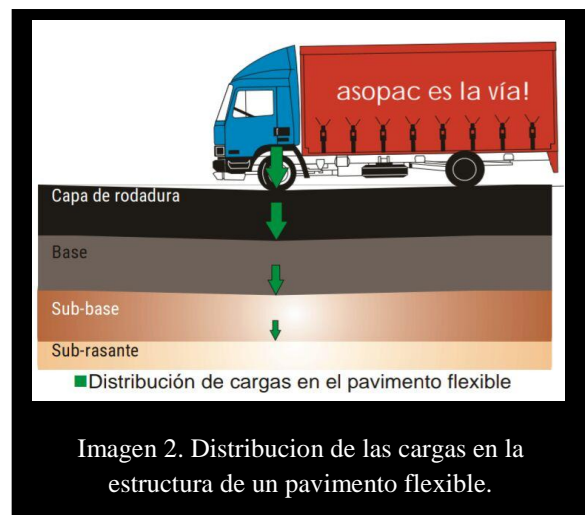 asopac es la vía!
Capa de rodadura
Base
Sub-base
Sub-rasante
Distribución de cargas en el pavimento flexible
Imagen 2. Distribucion de las cargas en la
estructura de un pavimento flexible.